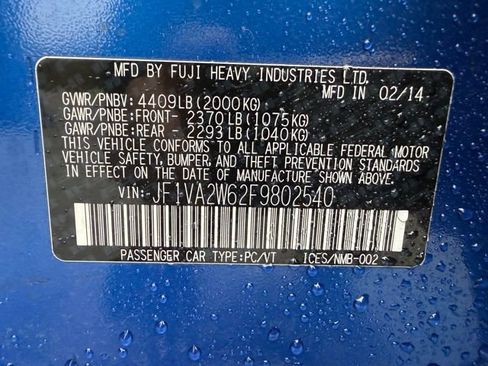 MFD BY FUJI HEAVY INDUSTRIES LTD.
MFD IN 02/14
GVWR/PNBV: 4409LB(2000KG)
GAWR/PNBE:FRONT- 2370LB(1075KG)
GAWR/PNBE:REAR - 2293LB(1040KG)
THIS VEHICLE CONFORMS TO ALL APPLICABLE FEDERAL MOTOR
VEHICLE SAFETY, BUMPER, AND THEFT PREVENTION STANDARDS
IN EFFECT ON THE DATE OF MANUFACTURE SHOWN ABOVE.
VIN: JF1VA2W62F9802540
PASSENGER CAR TYPE:PC/VT ICES/NMB-002